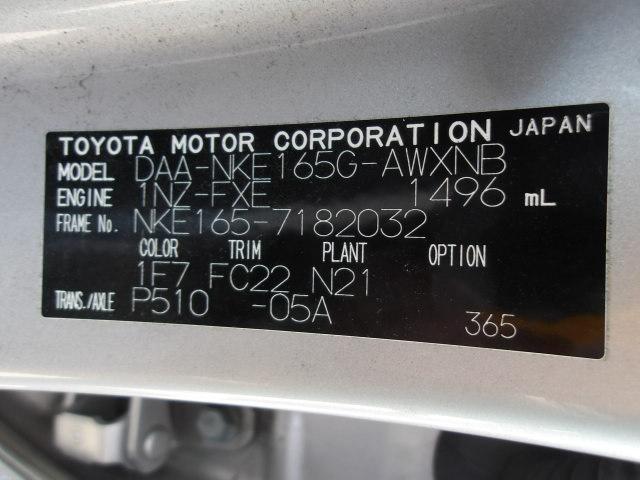 TOYOTA MOTOR CORPORATION JAPAN
MODEL DAA-NKE165G-AWXNB
ENGINE 1NZ-FXE 1496 mL
FRAME No. NKE165-7182032
COLOR TRIM PLANT OPTION
1F7 FC22 N21
TRANS./AXLE P510 -05A
365